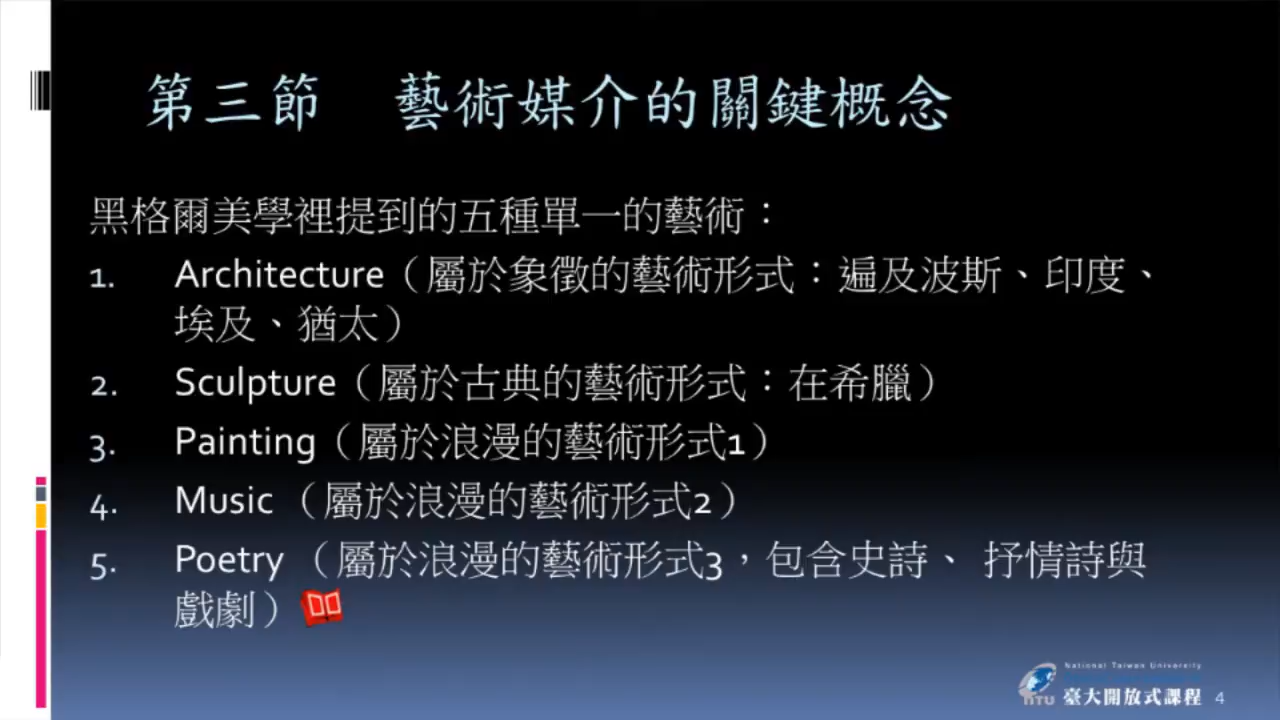 第三節　藝術媒介的關鍵概念
黑格爾美學裡提到的五種單一的藝術：
1. Architecture（屬於象徵的藝術形式：遍及波斯、印度、
埃及、猶太）
2. Sculpture（屬於古典的藝術形式：在希臘）
3. Painting（屬於浪漫的藝術形式1）
4. Music （屬於浪漫的藝術形式2）
5. Poetry （屬於浪漫的藝術形式3，包含史詩、 抒情詩與
戲劇）
National Taiwan University
NTU 臺大開放式課程 4